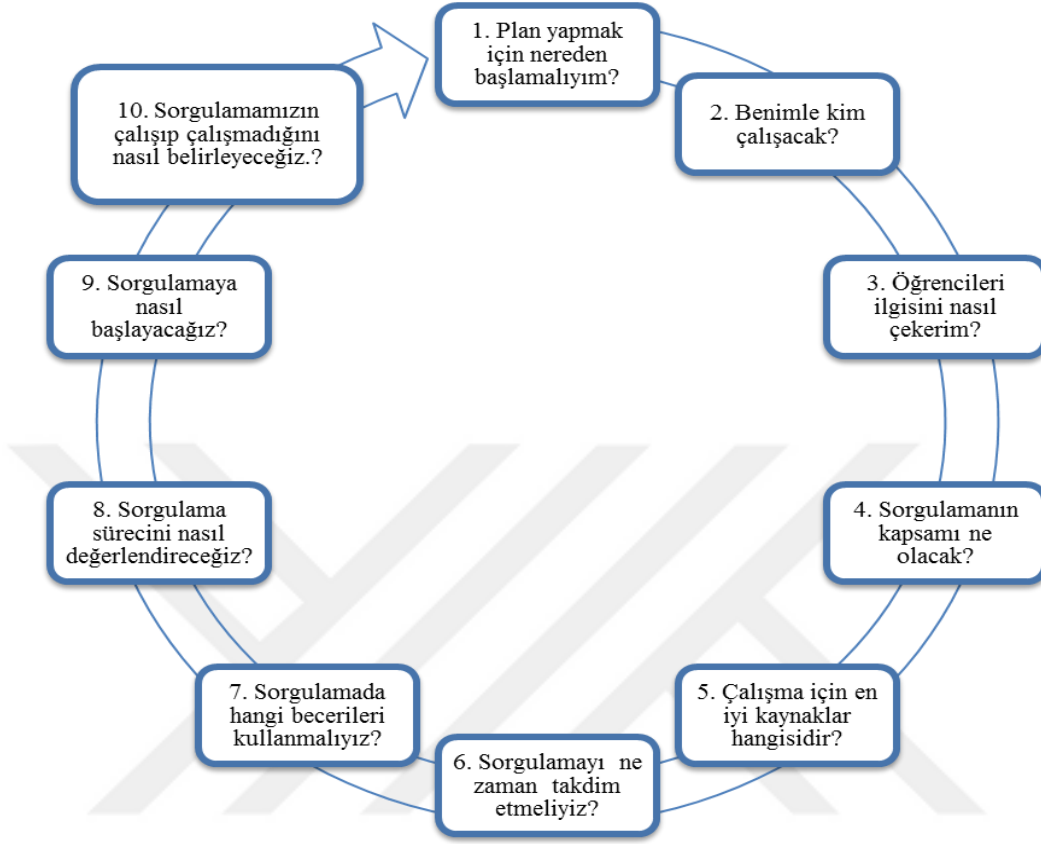 1. Plan yapmak
için nereden
başlamalıyım?
2. Benimle kim
çalışacak?
3. Öğrencileri
ilgisini nasıl
çekerim?
4. Sorgulamanın
kapsamı ne
olacak?
5. Çalışma için en
iyi kaynaklar
hangisidir?
6. Sorgulamayı ne
zaman takdim
etmeliyiz?
7. Sorgulamada
hangi becerileri
kullanmalıyız?
8. Sorgulama
sürecini nasıl
değerlendireceğiz?
9. Sorgulamaya
nasıl
başlayacağız?
10. Sorgulamamızın
çalışıp çalışmadığını
nasıl belirleyeceğiz.?